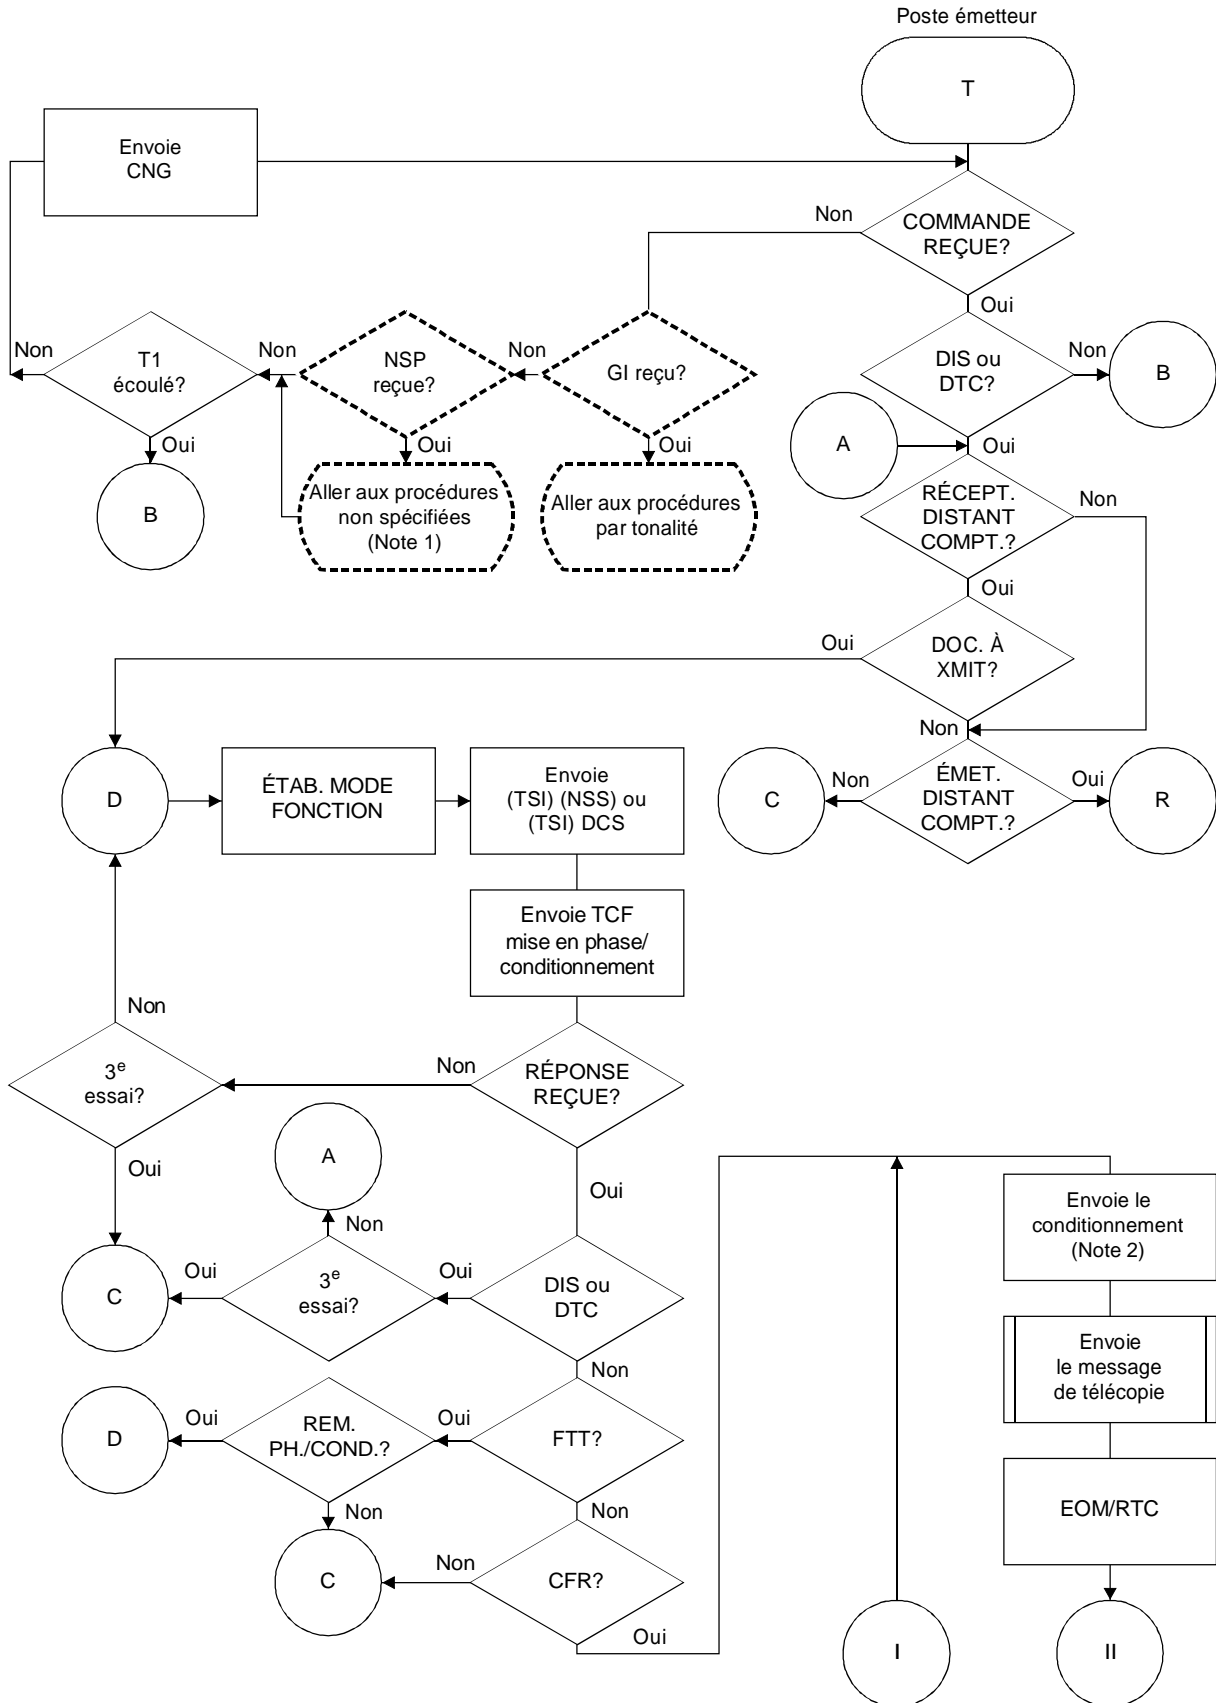 Poste émetteur
T
Envoie
CNG
Non
COMMANDE
REÇUE?
Oui
Non
T1
écoulé?
Non
NSP
reçue?
Non
GI reçu?
DIS ou
DTC?
Non
B
Oui
Oui
Oui
A
Oui
B
Aller aux procédures
non spécifiées
(Note 1)
Aller aux procédures
par tonalité
RÉCEPT.
DISTANT
COMPT.?
Non
Oui
Oui
DOC. À
XMIT?
Non
D
ÉTAB. MODE
FONCTION
Envoie
(TSI) (NSS) ou
(TSI) DCS
C
Non
ÉMET.
DISTANT
COMPT.?
Oui
R
Envoie TCF
mise en phase/
conditionnement
Non
3e
essai?
Non
RÉPONSE
REÇUE?
Oui
A
Oui
Non
Envoie le
conditionnement
(Note 2)
C
Oui
3e
essai?
Oui
DIS ou
DTC
Non
Envoie
le message
de télécopie
D
Oui
REM.
PH./COND.?
Oui
FTT?
Non
Non
EOM/RTC
C
Non
CFR?
Oui
I
II